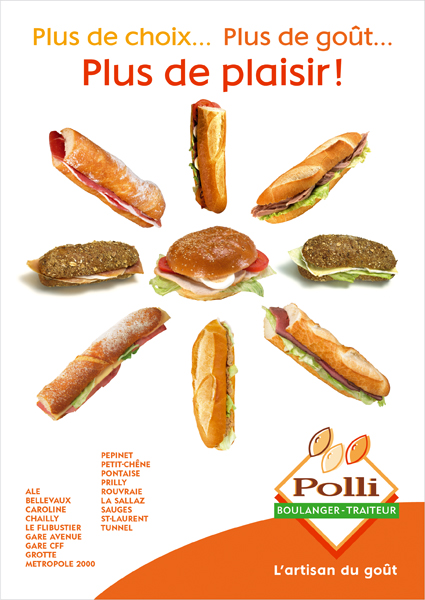 Plus de choix... Plus de goût...
Plus de plaisir!
ALE
BELLEVAUX
CAROLINE
CHAILLY
LE FLIBUSTIER
GARE AVENUE
GARE CFF
GROTTE
METROPOLE 2000
PEPINET
PETIT-CHÊNE
PONTAISE
PRILLY
ROUVRAIE
LA SALLAZ
SAUGES
ST-LAURENT
TUNNEL
Polli
BOULANGER-TRAITEUR
L'artisan du goût